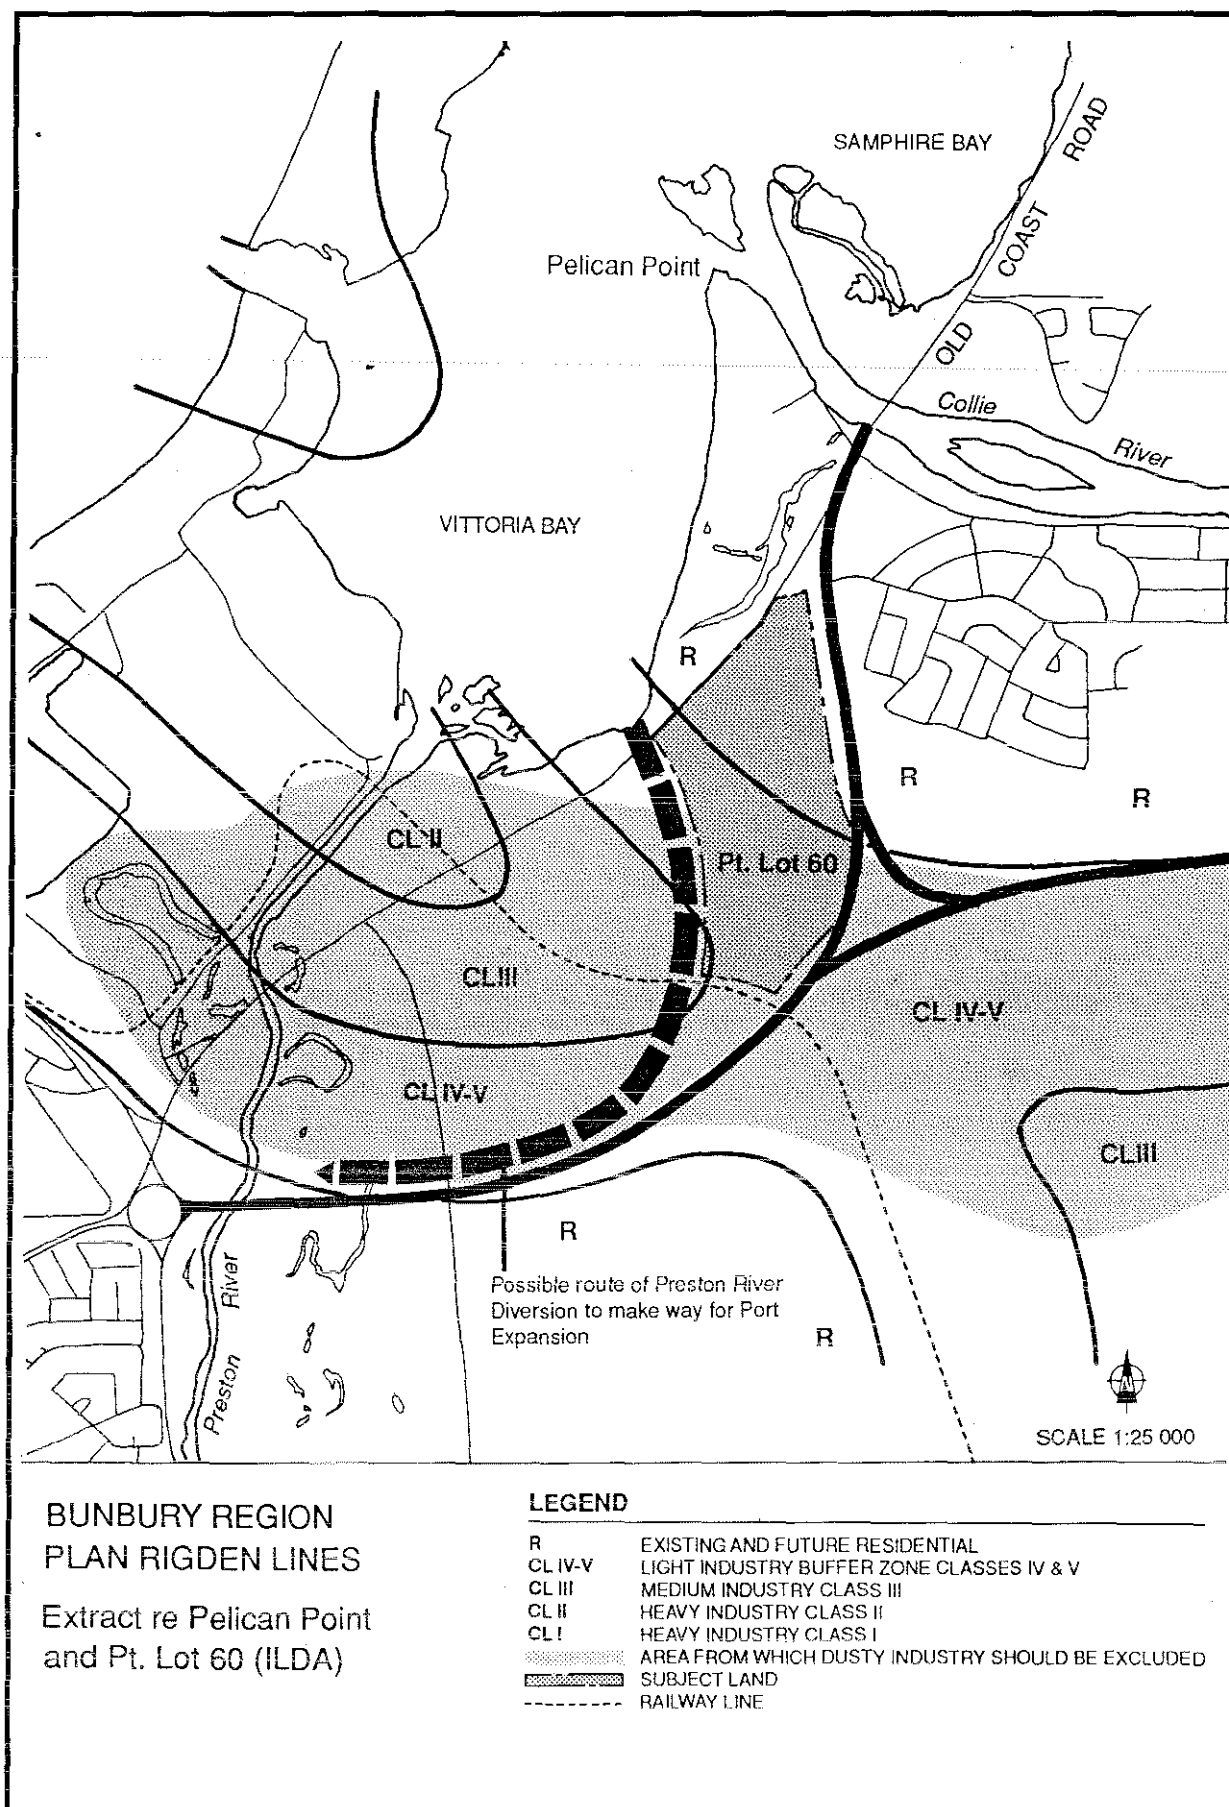 SAMPHIRE BAY
OLD COAST ROAD
Pelican Point
Collie River
VITTORIA BAY
R
R
R
CL II
Pt. Lot 60
CL III
CL IV-V
CL IV-V
CL III
R
Possible route of Preston River
Diversion to make way for Port
Expansion
R
Preston River
SCALE 1:25 000
BUNBURY REGION
PLAN RIGDEN LINES
Extract re Pelican Point
and Pt. Lot 60 (ILDA)
LEGEND
R EXISTING AND FUTURE RESIDENTIAL
CL IV-V LIGHT INDUSTRY BUFFER ZONE CLASSES IV & V
CL III MEDIUM INDUSTRY CLASS III
CL II HEAVY INDUSTRY CLASS II
CL I HEAVY INDUSTRY CLASS I
AREA FROM WHICH DUSTY INDUSTRY SHOULD BE EXCLUDED
SUBJECT LAND
RAILWAY LINE